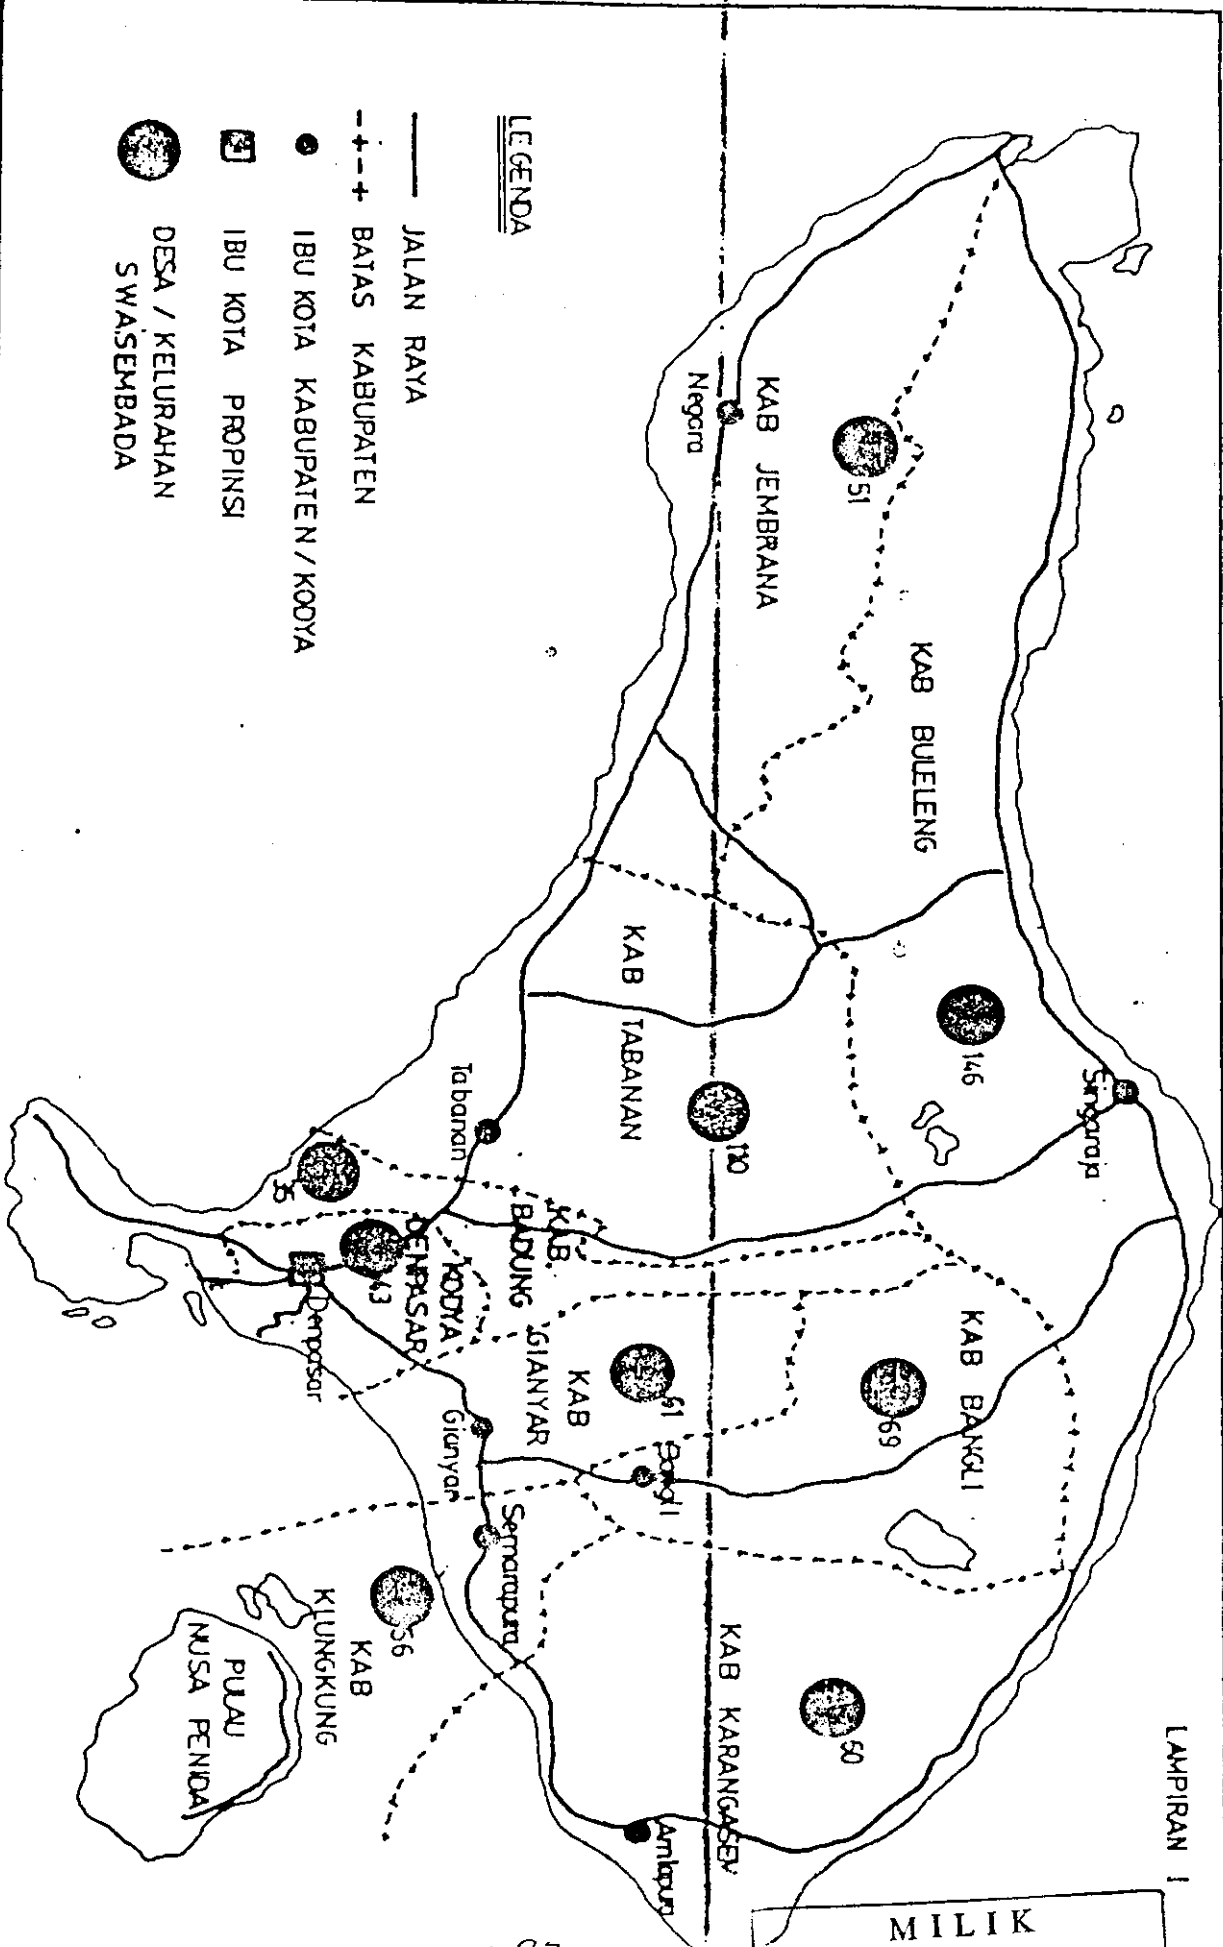 LAMPIRAN I
MILIK
Singaraja
146
KAB BULELENG
51
KAB JEMBRANA
Negara
120
KAB TABANAN
Tabanan
35
KAB
BADUNG
KODYA
DENPASAR
43
Denpasar
KAB
GIANYAR
61
Gianyar
KAB BANGLI
69
Bangli
Semarapura
56
KAB
KLUNGKUNG
PULAU
NUSA PENIDA
KAB KARANGASEM
50
Amlapura
LEGENDA
JALAN RAYA
BATAS KABUPATEN
IBU KOTA KABUPATEN / KODYA
IBU KOTA PROPINSI
DESA / KELURAHAN
SWASEMBADA